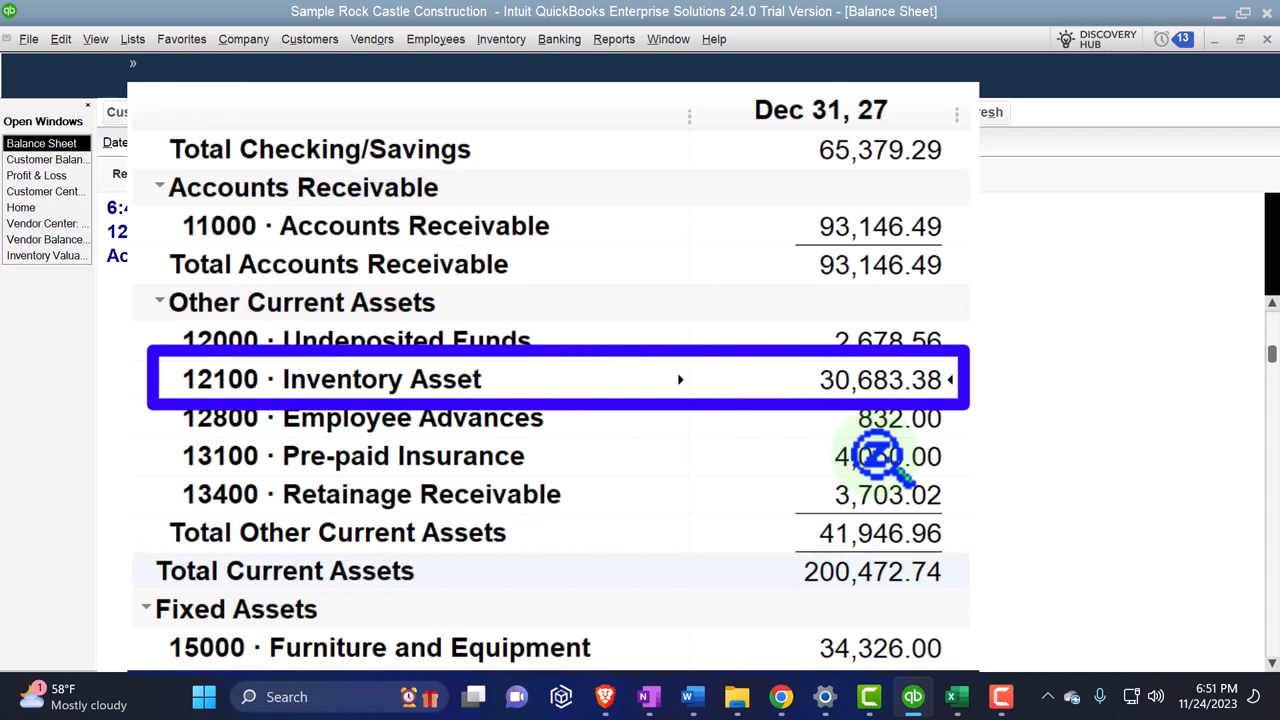 Sample Rock Castle Construction - Intuit QuickBooks Enterprise Solutions 24.0 Trial Version - [Balance Sheet]
File Edit View Lists Favorites Company Customers Vendors Employees Inventory Banking Reports Window Help
DISCOVERY
HUB
13
»
Open Windows
Balance Sheet
Customer Balan...
Profit & Loss
Customer Cent...
Home
Vendor Center: ...
Vendor Balance...
Inventory Valua...
Dec 31, 27
Total Checking/Savings 65,379.29
Accounts Receivable
11000 · Accounts Receivable 93,146.49
Total Accounts Receivable 93,146.49
Other Current Assets
12000 · Undeposited Funds 2,678.56
12100 · Inventory Asset 30,683.38
12800 · Employee Advances 832.00
13100 · Pre-paid Insurance
13400 · Retainage Receivable 3,703.02
Total Other Current Assets 41,946.96
Total Current Assets 200,472.74
Fixed Assets
15000 · Furniture and Equipment 34,326.00
1
58°F
Mostly cloudy
Search
6:51 PM
11/24/2023